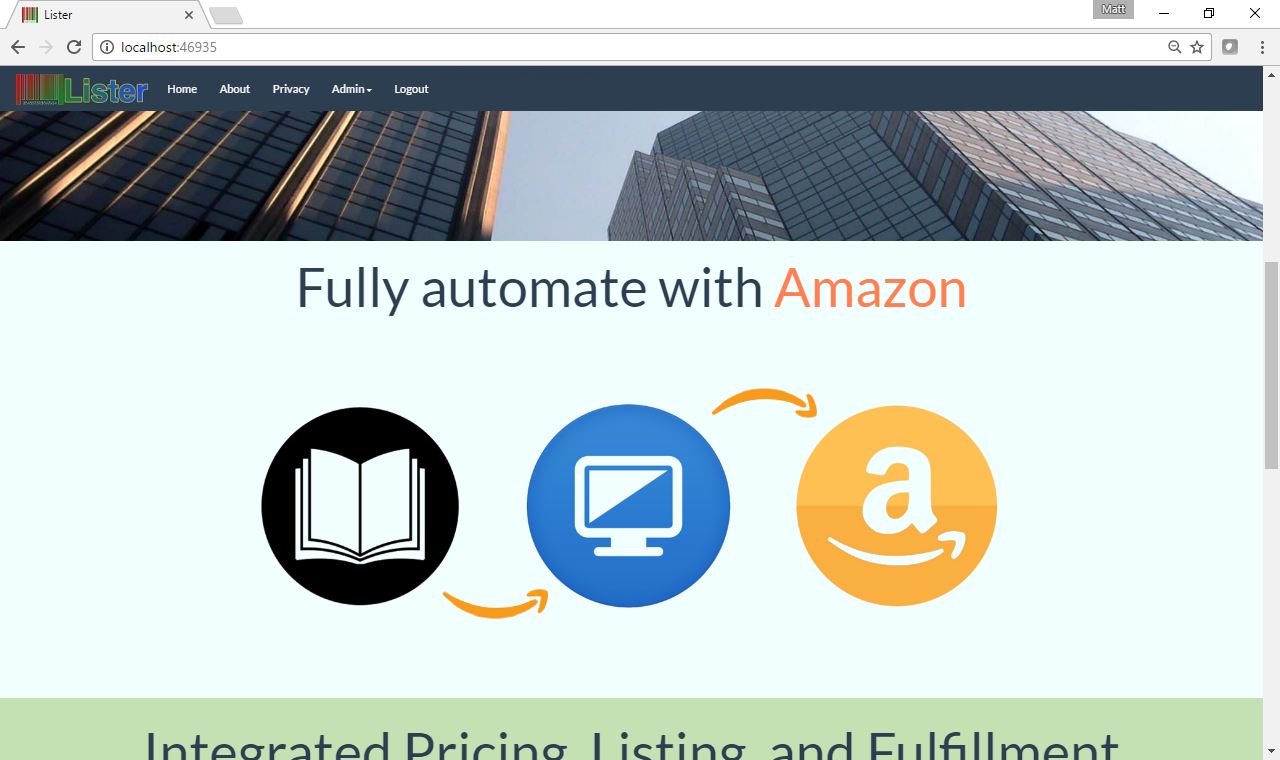 Lister
Matt
localhost:46935
Lister
Home
About
Privacy
Admin
Logout
Fully automate with Amazon
a
Integrated Pricing, Listing, and Fulfillment